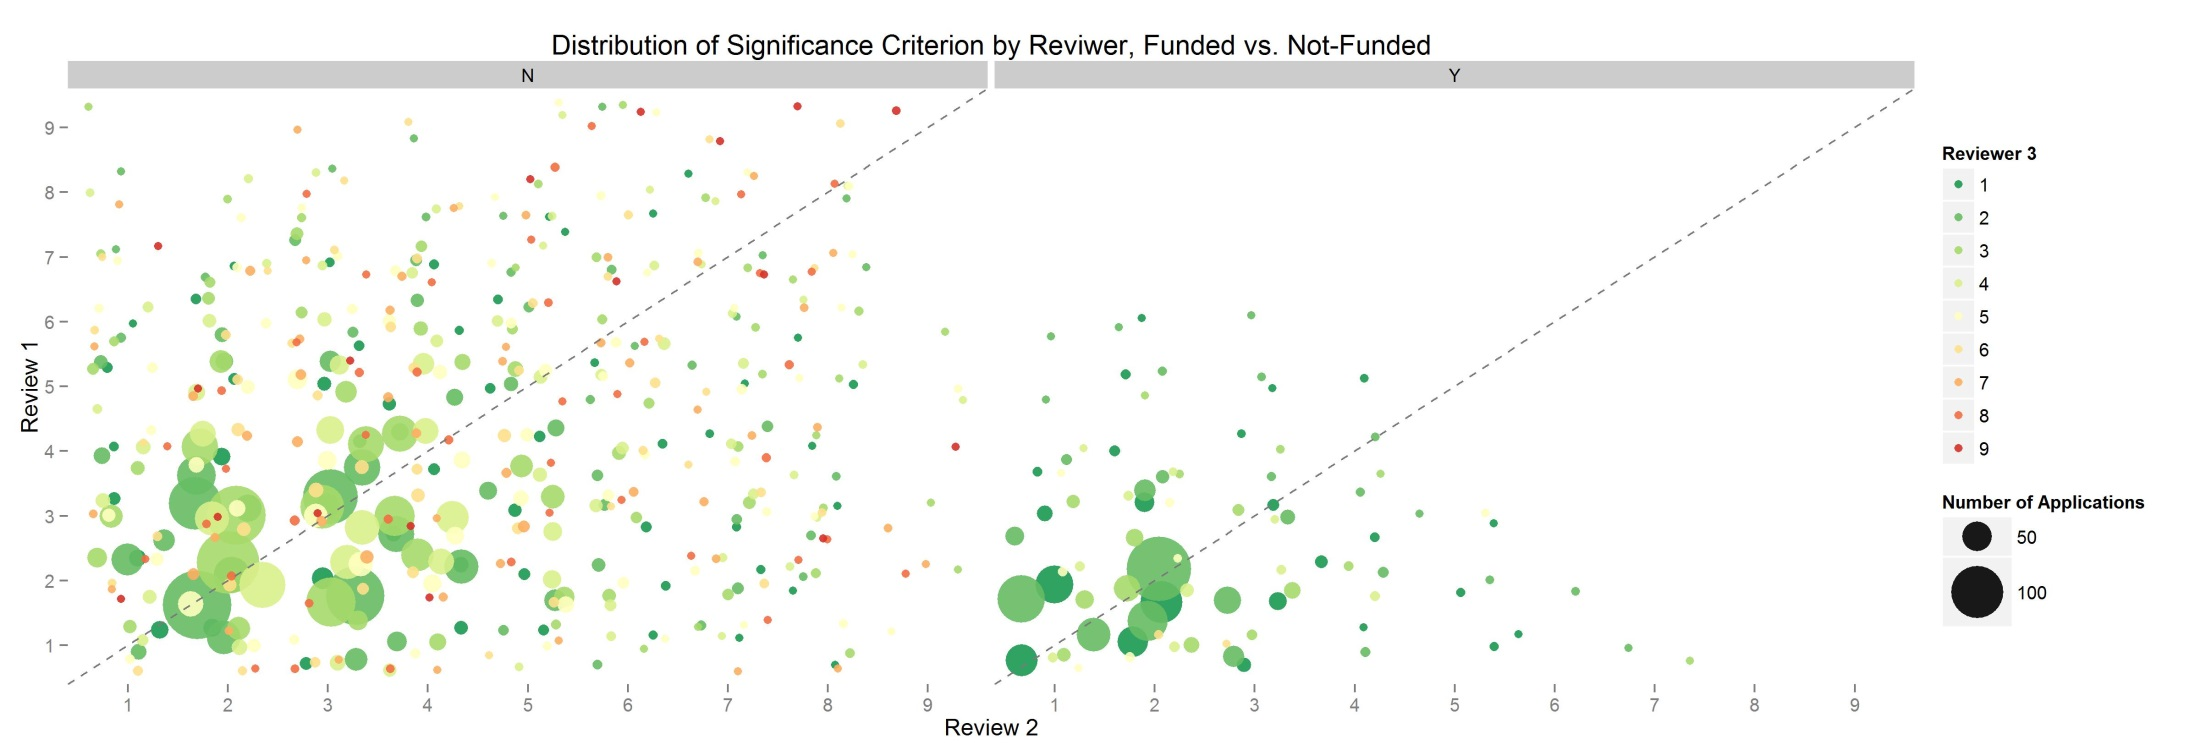 Distribution of Significance Criterion by Reviwer, Funded vs. Not-Funded
N
Y
Review 1
9
8
7
6
5
4
3
2
1
1 2 3 4 5 6 7 8 9
1 2 3 4 5 6 7 8 9
Review 2
Reviewer 3
1
2
3
4
5
6
7
8
9
Number of Applications
50
100